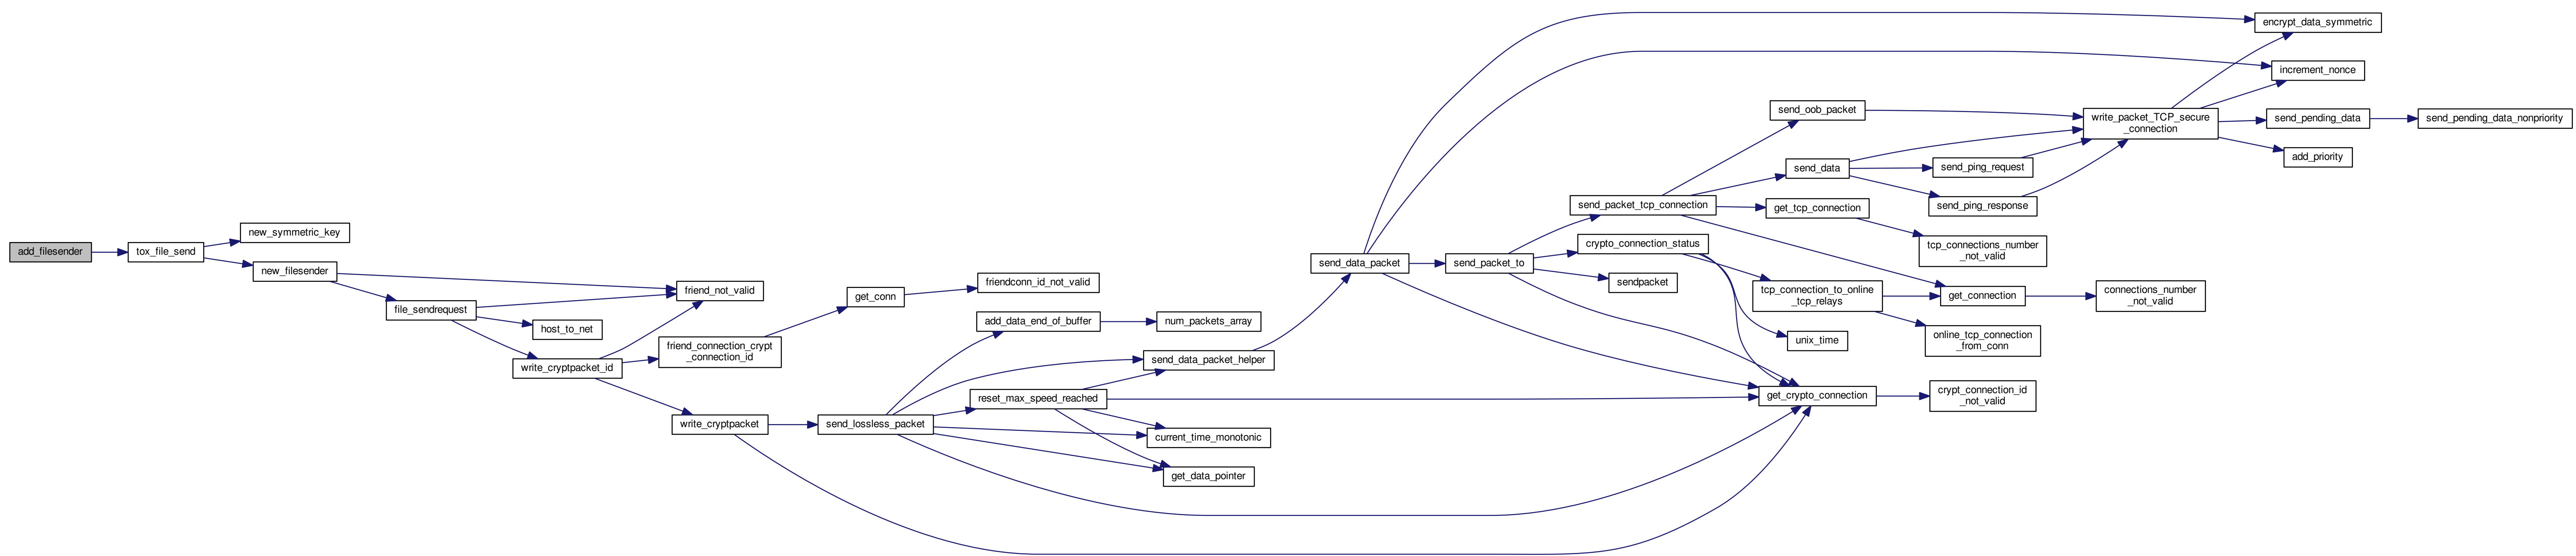 add_filesender
tox_file_send
new_symmetric_key
new_filesender
file_sendrequest
friend_not_valid
host_to_net
write_cryptpacket_id
friend_connection_crypt
_connection_id
write_cryptpacket
get_conn
friendconn_id_not_valid
send_lossless_packet
add_data_end_of_buffer
num_packets_array
send_data_packet_helper
reset_max_speed_reached
current_time_monotonic
get_data_pointer
send_data_packet
send_packet_to
send_packet_tcp_connection
crypto_connection_status
sendpacket
send_oob_packet
send_data
get_tcp_connection
tcp_connection_to_online
_tcp_relays
unix_time
get_crypto_connection
send_ping_request
send_ping_response
tcp_connections_number
_not_valid
get_connection
online_tcp_connection
_from_conn
crypt_connection_id
_not_valid
write_packet_TCP_secure
_connection
connections_number
_not_valid
encrypt_data_symmetric
increment_nonce
send_pending_data
add_priority
send_pending_data_nonpriority